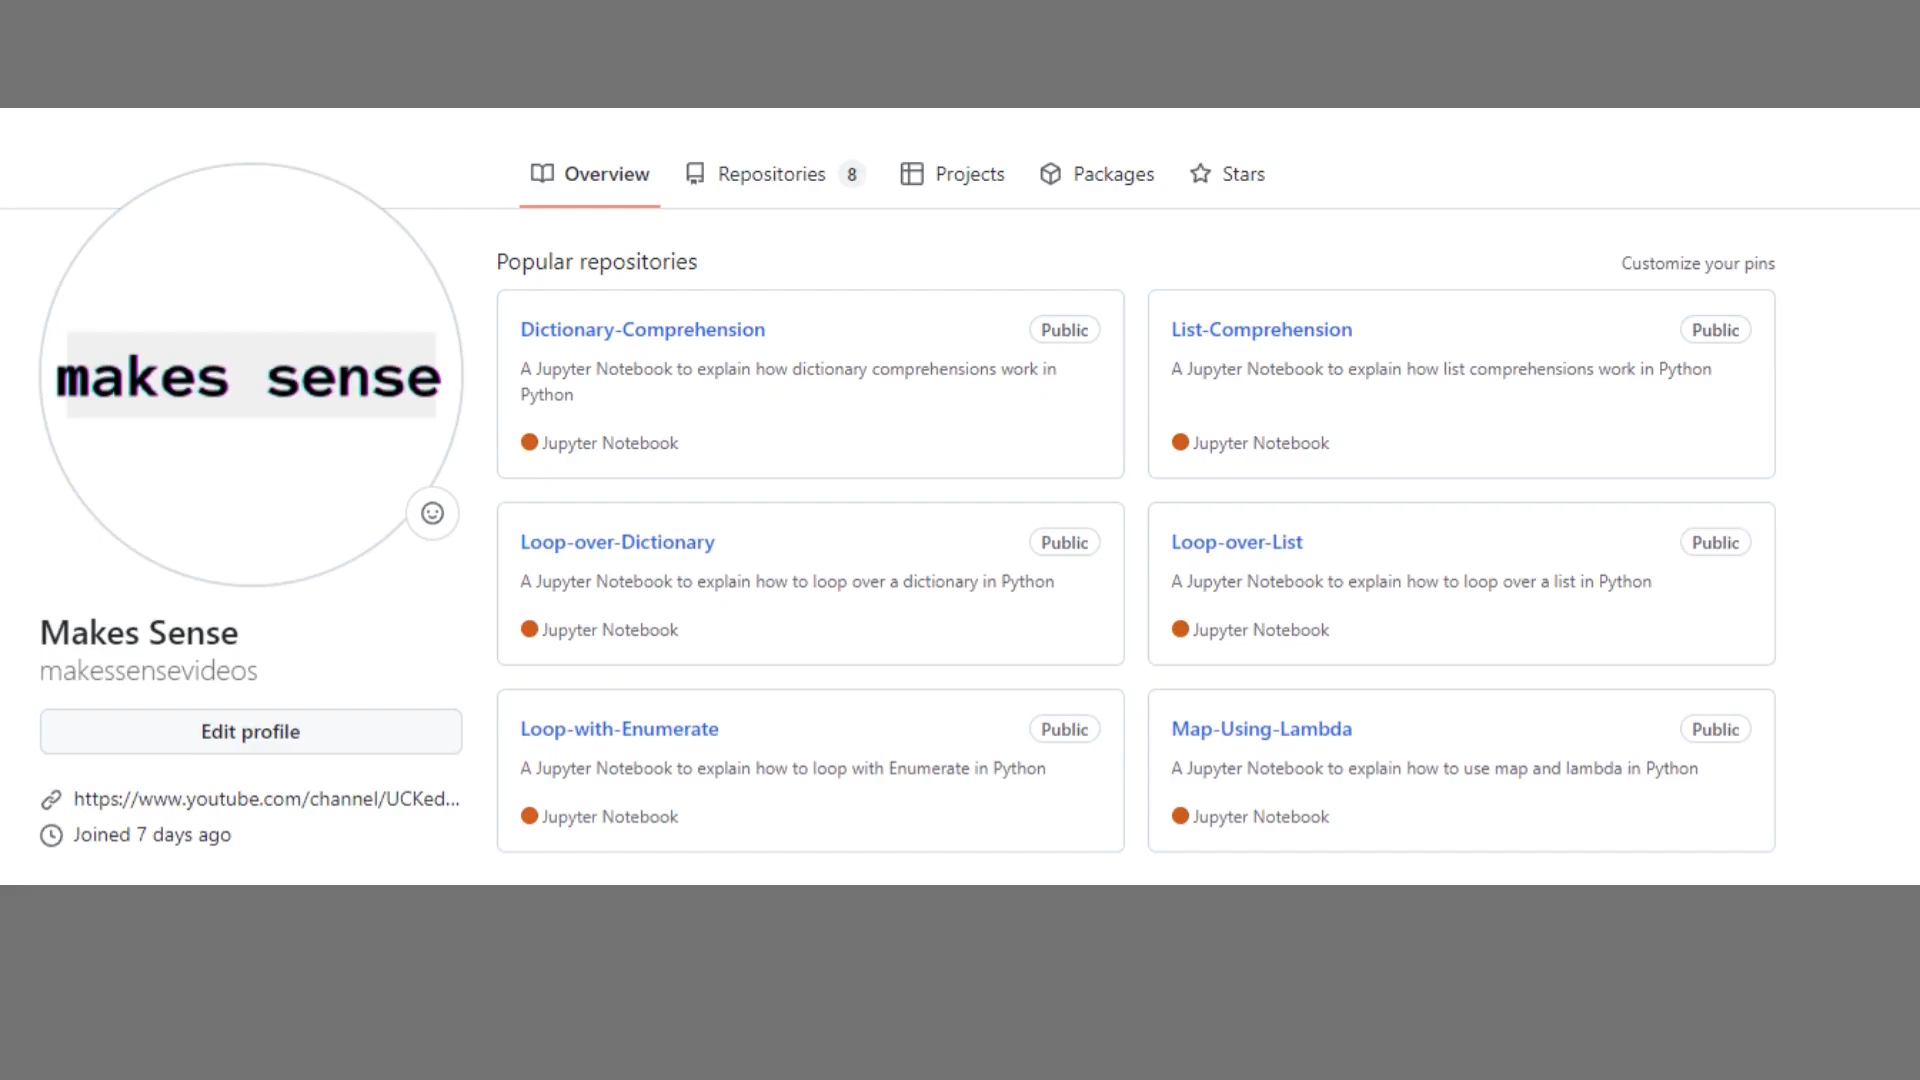 Overview
Repositories 8
Projects
Packages
Stars
makes sense
Makes Sense
makessensevideos
Edit profile
https://www.youtube.com/channel/UCKed...
Joined 7 days ago
Popular repositories
Customize your pins
Dictionary-Comprehension
Public
A Jupyter Notebook to explain how dictionary comprehensions work in
Python
Jupyter Notebook
List-Comprehension
Public
A Jupyter Notebook to explain how list comprehensions work in Python
Jupyter Notebook
Loop-over-Dictionary
Public
A Jupyter Notebook to explain how to loop over a dictionary in Python
Jupyter Notebook
Loop-over-List
Public
A Jupyter Notebook to explain how to loop over a list in Python
Jupyter Notebook
Loop-with-Enumerate
Public
A Jupyter Notebook to explain how to loop with Enumerate in Python
Jupyter Notebook
Map-Using-Lambda
Public
A Jupyter Notebook to explain how to use map and lambda in Python
Jupyter Notebook